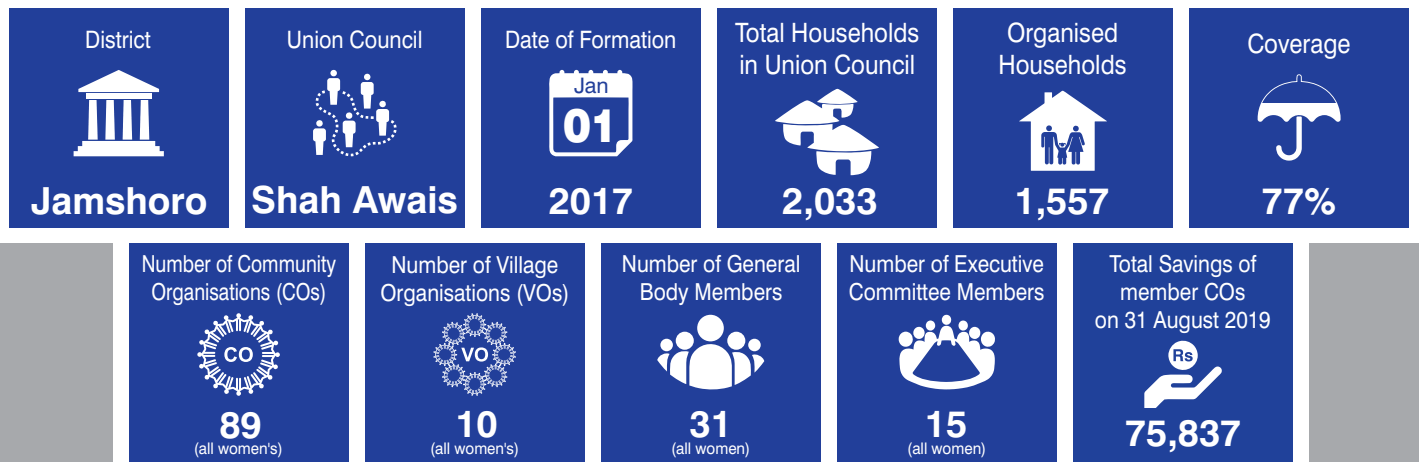 District
Jamshoro
Union Council
Shah Awais
Date of Formation
Jan
01
2017
Total Households
in Union Council
2,033
Organised
Households
1,557
Coverage
77%
Number of Community
Organisations (COs)
CO
89
(all women's)
Number of Village
Organisations (VOs)
VO
10
(all women's)
Number of General
Body Members
31
(all women)
Number of Executive
Committee Members
15
(all women)
Total Savings of
member COs
on 31 August 2019
Rs
75,837